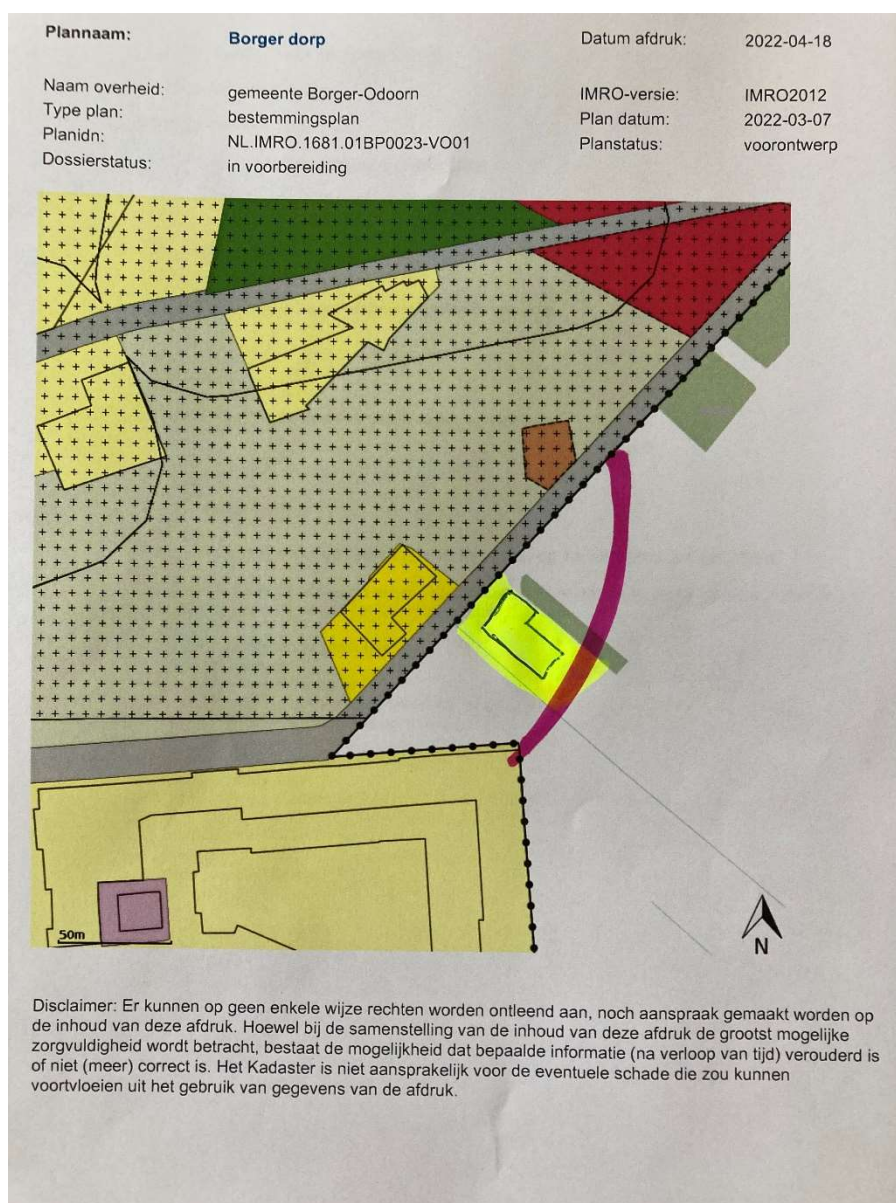 Plannaam: Borger dorp Datum afdruk: 2022-04-18
Naam overheid: gemeente Borger-Odoorn IMRO-versie: IMRO2012
Type plan: bestemmingsplan Plan datum: 2022-03-07
Planidn: NL.IMRO.1681.01BP0023-VO01 Planstatus: voorontwerp
Dossierstatus: in voorbereiding
50m
N
Disclaimer: Er kunnen op geen enkele wijze rechten worden ontleend aan, noch aanspraak gemaakt worden op
de inhoud van deze afdruk. Hoewel bij de samenstelling van de inhoud van deze afdruk de grootst mogelijke
zorgvuldigheid wordt betracht, bestaat de mogelijkheid dat bepaalde informatie (na verloop van tijd) verouderd is
of niet (meer) correct is. Het Kadaster is niet aansprakelijk voor de eventuele schade die zou kunnen
voortvloeien uit het gebruik van gegevens van de afdruk.